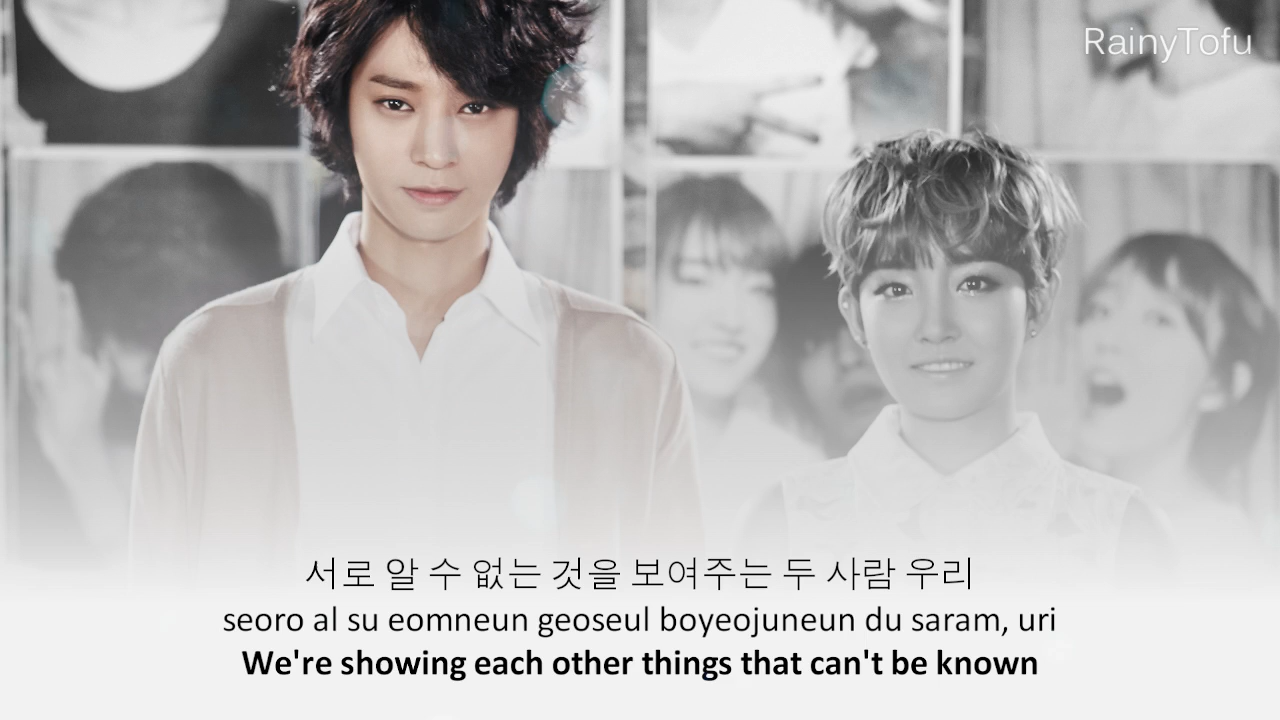 RainyTofu
서로 알 수 없는 것을 보여주는 두 사람 우리
seoro al su eomneun geoseul boyeojuneun du saram, uri
We're showing each other things that can't be known